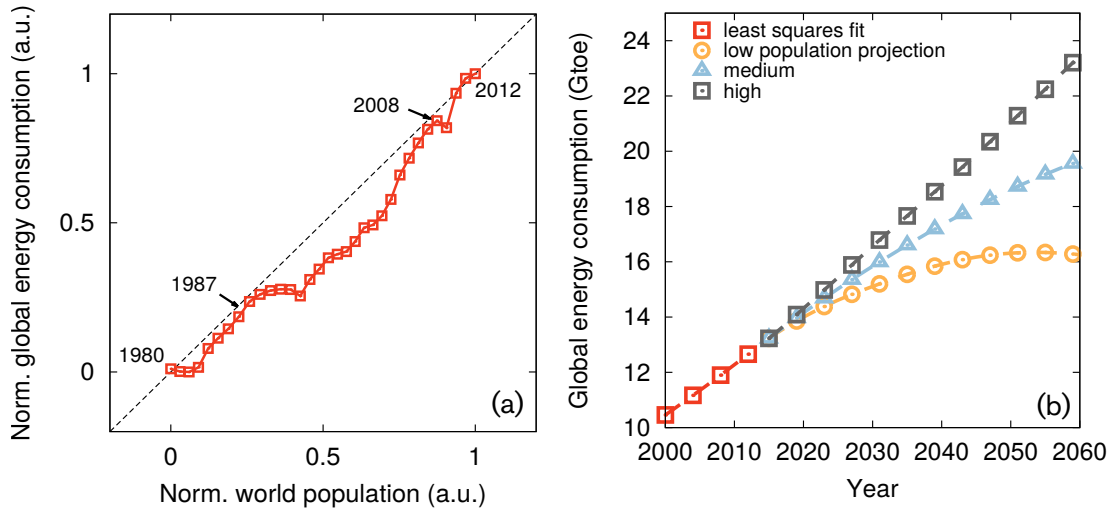 Norm. global energy consumption (a.u.)
1
0.5
0
1980
1987
2008
2012
(a)
0
0.5
1
Norm. world population (a.u.)
Global energy consumption (Gtoe)
24
22
20
18
16
14
12
10
least squares fit
low population projection
medium
high
(b)
2000
2010
2020
2030
2040
2050
2060
Year